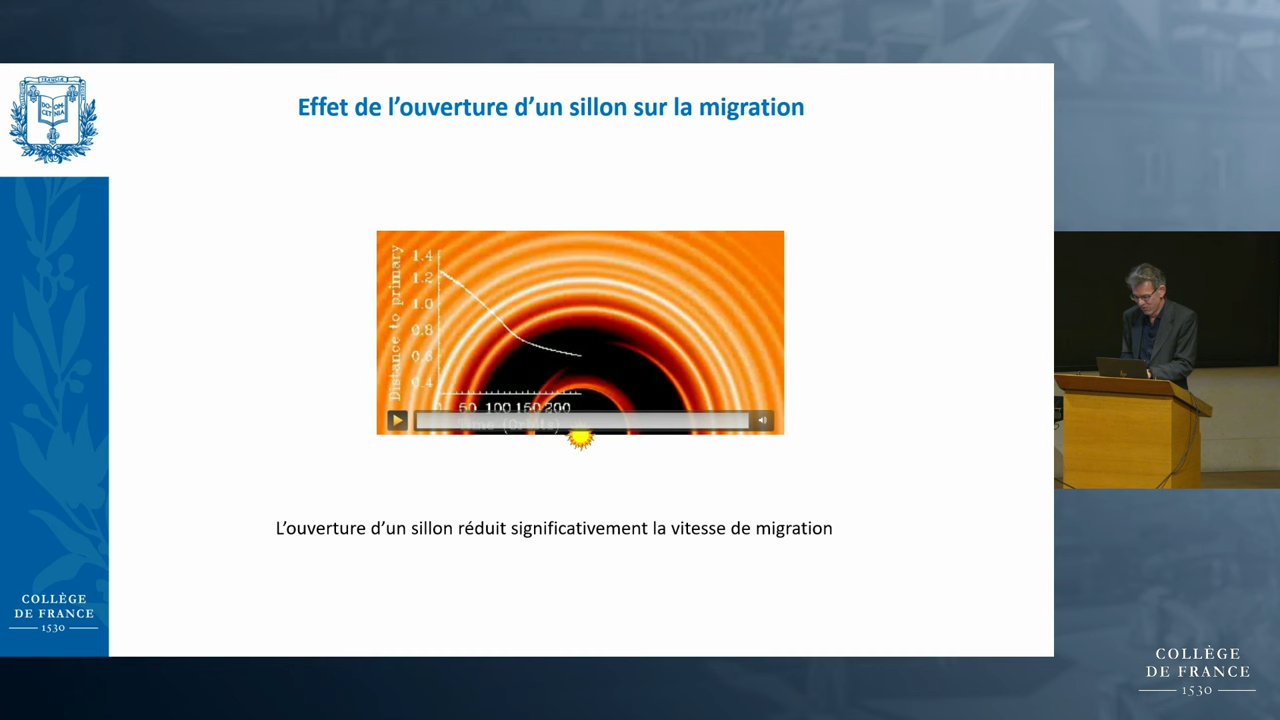 Effet de l’ouverture d’un sillon sur la migration
Distance to primary
1.4
1.2
1.0
0.8
0.6
0.4
50 100 150 200
L’ouverture d’un sillon réduit significativement la vitesse de migration
COLLÈGE
DE FRANCE
1530
COLLÈGE
DE FRANCE
1530